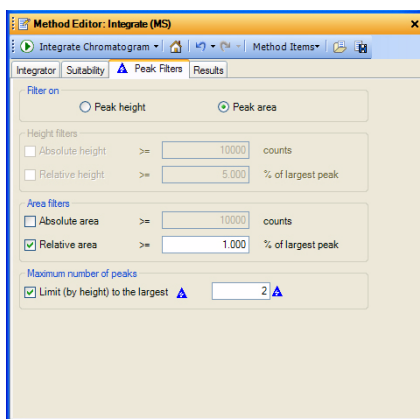 Method Editor: Integrate (MS)
Integrate Chromatogram Method Items
Integrator Suitability Peak Filters Results
Filter on
Peak height Peak area
Height filters
Absolute height >= 10000 counts
Relative height >= 5.000 % of largest peak
Area filters
Absolute area >= 10000 counts
Relative area >= 1.000 % of largest peak
Maximum number of peaks
Limit (by height) to the largest 2